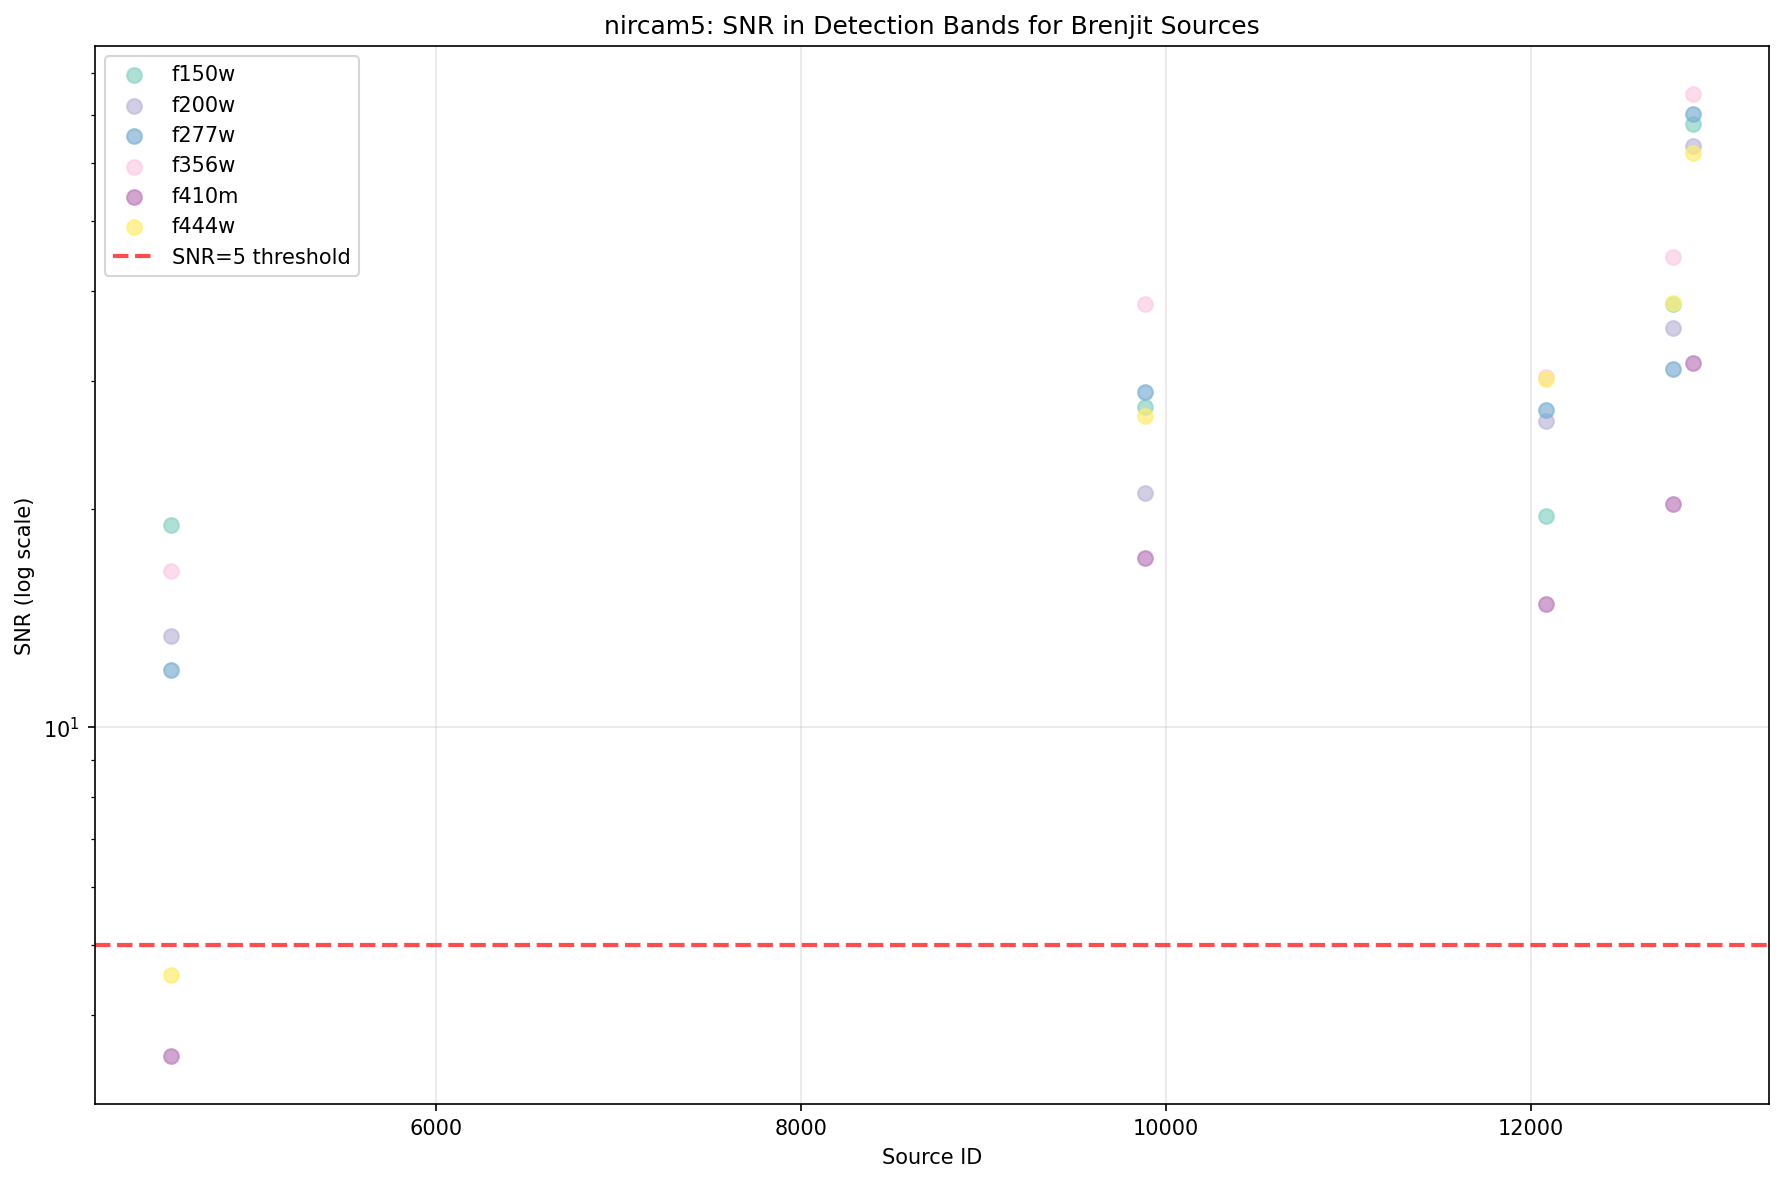 nircam5: SNR in Detection Bands for Brenjit Sources
f150w
f200w
f277w
f356w
f410m
f444w
SNR=5 threshold
SNR (log scale)
10¹
6000
8000
10000
12000
Source ID